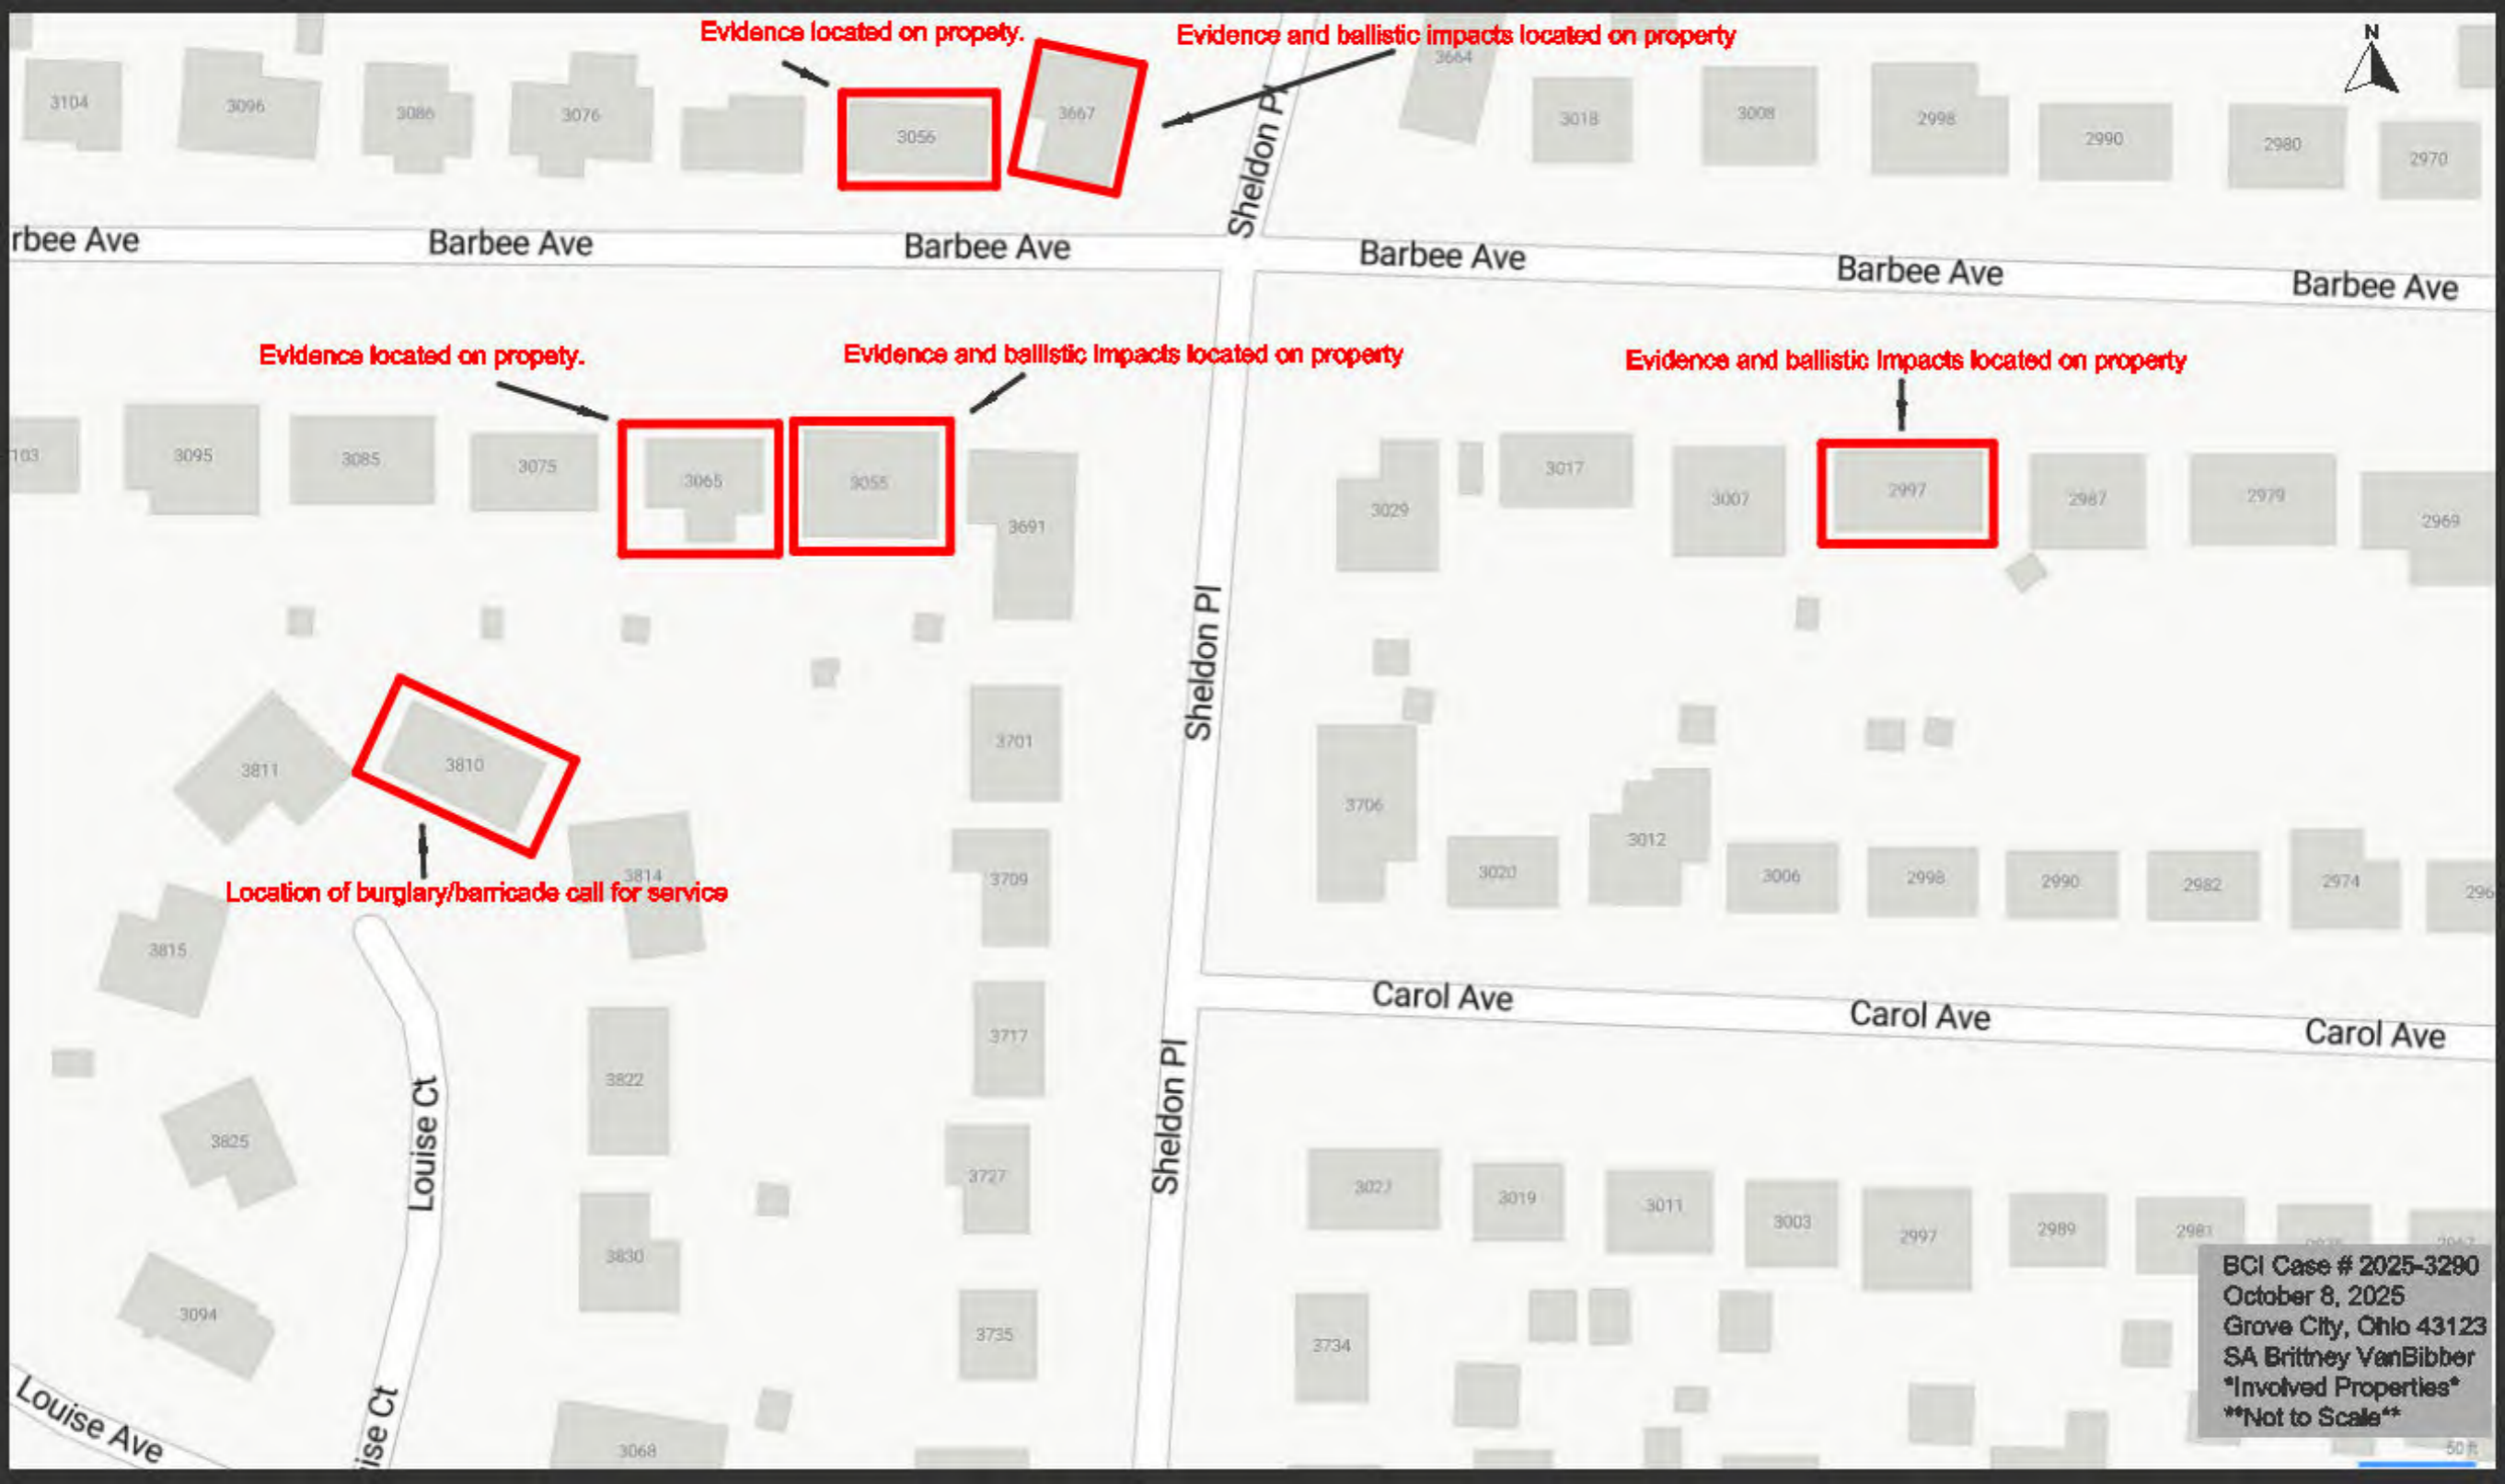 Evidence located on propety.
Evidence and ballistic impacts located on property
N
3664
3104
3096
3086
3076
3056
3667
3018
3008
2998
2990
2980
2970
Sheldon Pl
rbee Ave
Barbee Ave
Barbee Ave
Barbee Ave
Barbee Ave
Barbee Ave
Evidence located on propety.
Evidence and ballistic impacts located on property
Evidence and ballistic impacts located on property
103
3095
3085
3075
3065
3055
3691
3029
3017
3007
2997
2987
2979
2969
Sheldon Pl
3811
3810
3701
3706
3814
Location of burglary/barricade call for service
3709
3020
3012
3006
2998
2990
2982
2974
296
3815
Carol Ave
Carol Ave
Carol Ave
3822
3717
Sheldon Pl
Louise Ct
3825
3727
3019
3011
3003
2997
2989
2981
3830
3094
3735
3734
BCI Case # 2025-3290
October 8, 2025
Grove City, Ohio 43123
SA Brittney VanBibber
*Involved Properties*
**Not to Scale**
50 ft
Louise Ave
ise Ct
3068